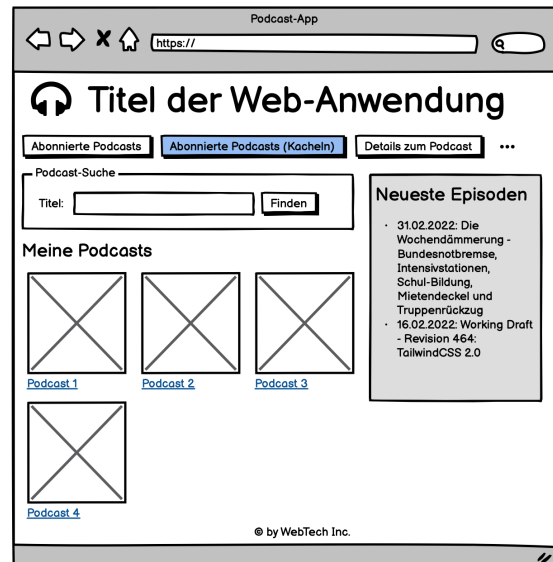 Podcast-App
https://
Titel der Web-Anwendung
Abonnierte Podcasts
Abonnierte Podcasts (Kacheln)
Details zum Podcast
•••
Podcast-Suche
Titel:
Finden
Meine Podcasts
Podcast 1
Podcast 2
Podcast 3
Podcast 4
Neueste Episoden
· 31.02.2022: Die
Wochendämmerung -
Bundesnotbremse,
Intensivstationen,
Schul-Bildung,
Mietendeckel und
Truppenrückzug
· 16.02.2022: Working Draft
- Revision 464:
TailwindCSS 2.0
© by WebTech Inc.